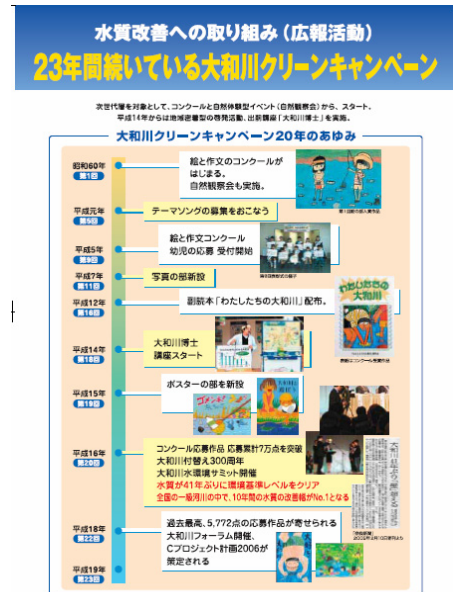 水質改善への取り組み（広報活動）
23年間続いている大和川クリーンキャンペーン
次世代層を対象として、コンクールと自然体験型イベント（自然観察会）から、スタート。
平成14年からは地域密着型の啓発活動、出前講座「大和川博士」を実施。
大和川クリーンキャンペーン20年のあゆみ
昭和60年
第1回
絵と作文のコンクールが
はじまる。
自然観察会も実施。
平成元年
第5回
テーマソングの募集をおこなう
平成5年
第9回
絵と作文コンクール
幼児の応募 受付開始
平成7年
第11回
写真の部新設
平成12年
第16回
副読本「わたしたちの大和川」配布。
わたしたちの
大和川
平成14年
第18回
大和川博士
講座スタート
平成15年
第19回
ポスターの部を新設
平成16年
第20回
コンクール応募作品 応募累計7万点を突破
大和川付替え300周年
大和川水環境サミット開催
水質が41年ぶりに環境基準レベルをクリア
全国の一級河川の中で、10年間の水質の改善幅がNo.1となる
平成18年
第22回
過去最高、5,772点の応募作品が寄せられる
大和川フォーラム開催、
Cプロジェクト計画2006が
策定される
平成19年
第23回